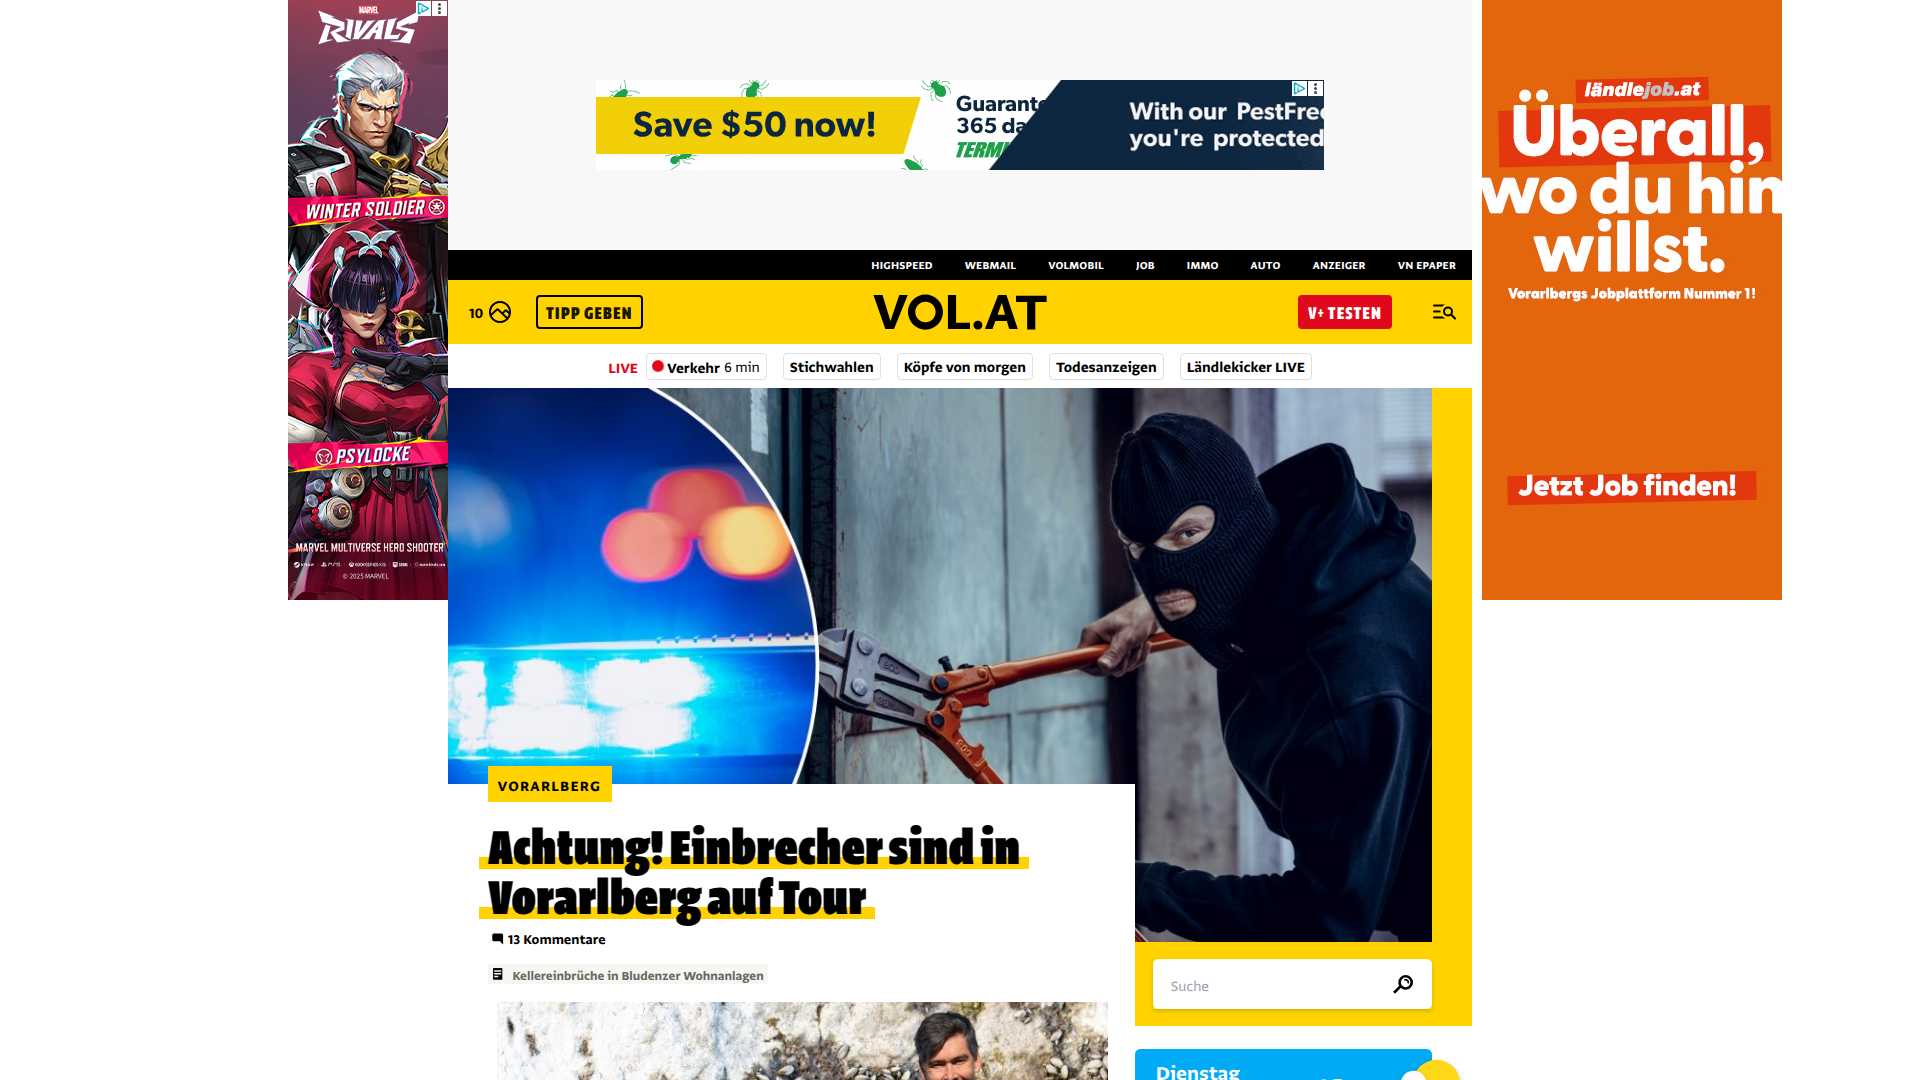 MARVEL
RIVALS
WINTER SOLDIER
PSYLOCKE
MARVEL MULTIVERSE HERO SHOOTER
© 2025 MARVEL
Save $50 now!
365
With our PestFree
you're protected
ländlejob.at
Überall,
wo du hin
willst.
Vorarlbergs Jobplattform Nummer 1!
Jetzt Job finden!
HIGHSPEED WEBMAIL VOLMOBIL JOB IMMO AUTO ANZEIGER VN EPAPER
10 TIPP GEBEN VOL.AT V+ TESTEN
LIVE Verkehr 6 min Stichwahlen Köpfe von morgen Todesanzeigen Ländlekicker LIVE
VORARLBERG
Achtung! Einbrecher sind in
Vorarlberg auf Tour
13 Kommentare
Kellereinbrüche in Bludenzer Wohnanlagen
Suche
Dienstag